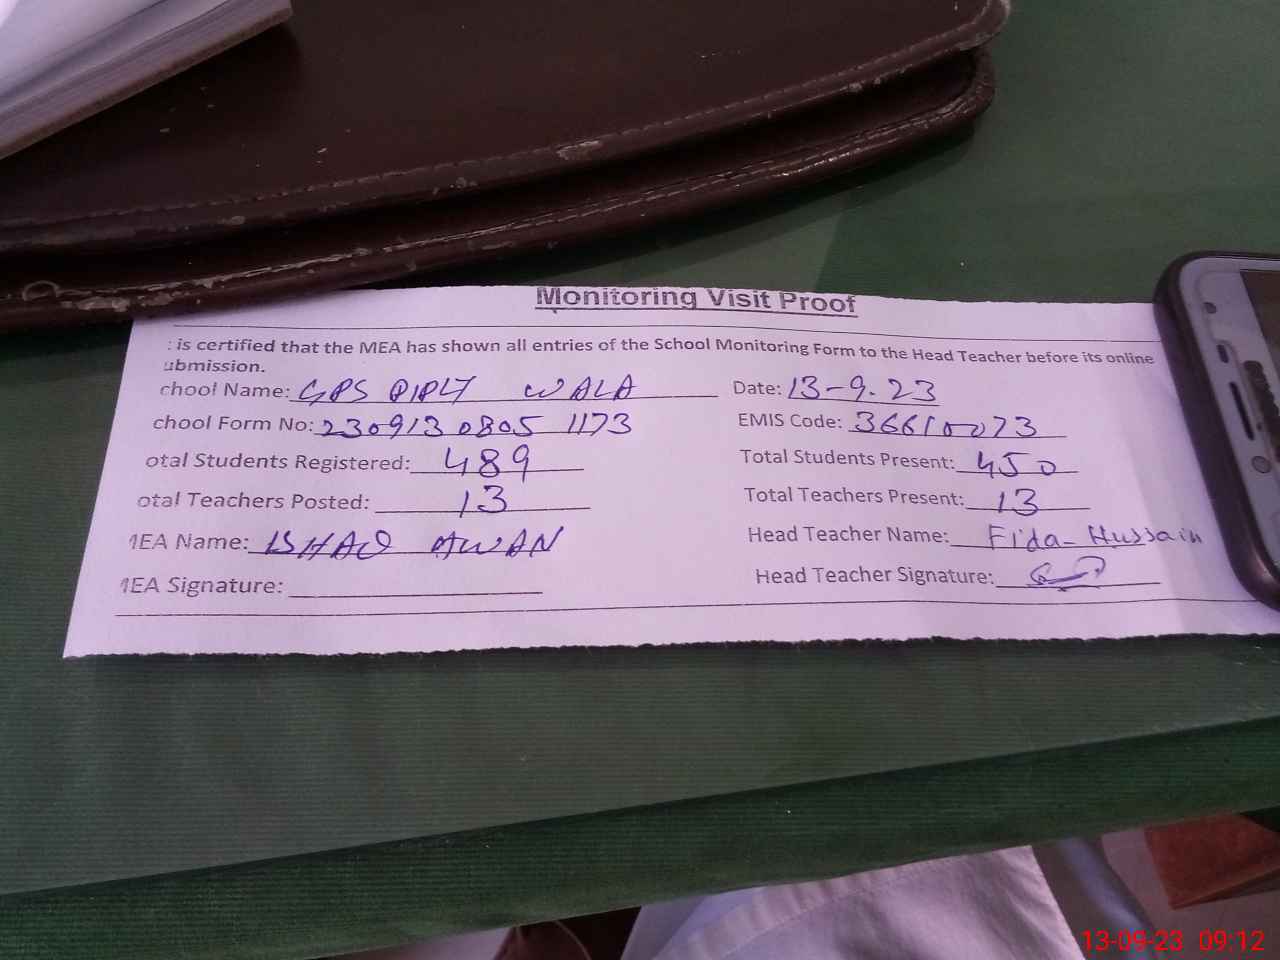 Monitoring Visit Proof
: is certified that the MEA has shown all entries of the School Monitoring Form to the Head Teacher before its online
ubmission.
chool Name: GPS PIPLY WALA Date: 13-9.23
chool Form No: 230913 0805 1173 EMIS Code: 36610073
otal Students Registered: 489 Total Students Present: 450
otal Teachers Posted: 13 Total Teachers Present: 13
MEA Name: ISHAQ AWAN Head Teacher Name: Fida-Hussain
MEA Signature: Head Teacher Signature:
13-09-23 09:12